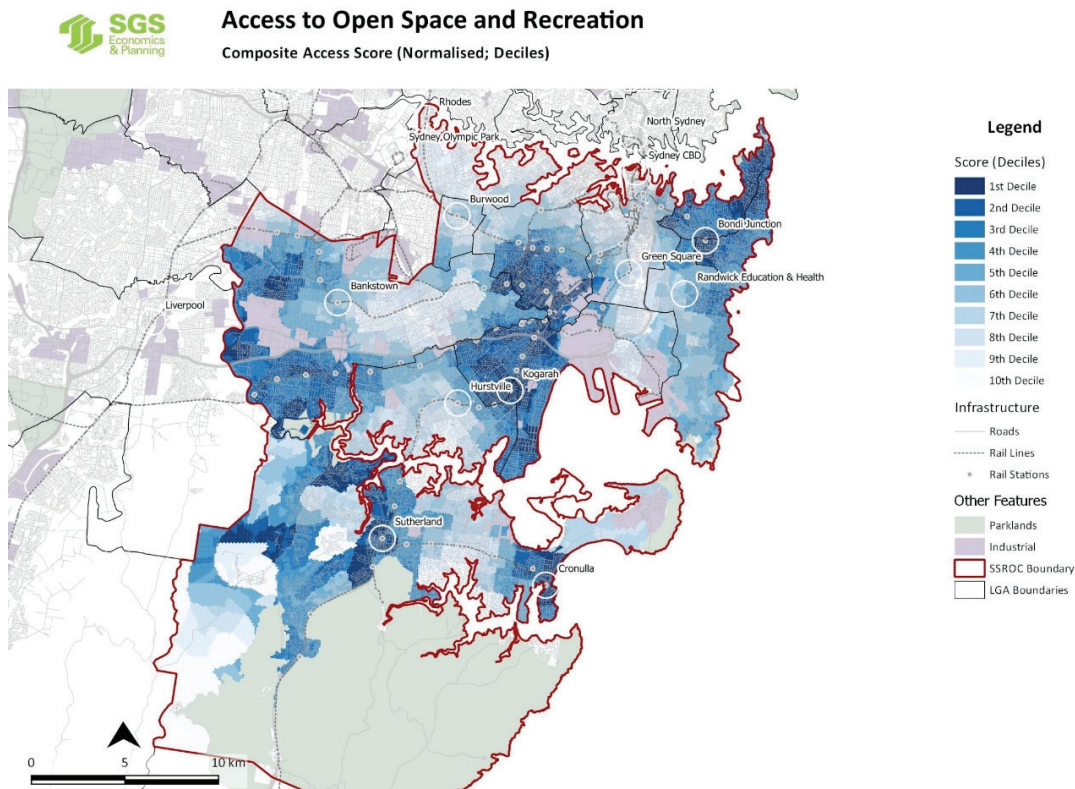 SGS
Economics
& Planning
Access to Open Space and Recreation
Composite Access Score (Normalised; Deciles)
Rhodes
North Sydney
Sydney Olympic Park
Sydney CBD
Burwood
Bondi Junction
Green Square
Randwick Education & Health
Bankstown
Liverpool
Kogarah
Hurstville
Sutherland
Cronulla
0
5
10 km
Legend
Score (Deciles)
1st Decile
2nd Decile
3rd Decile
4th Decile
5th Decile
6th Decile
7th Decile
8th Decile
9th Decile
10th Decile
Infrastructure
Roads
Rail Lines
Rail Stations
Other Features
Parklands
Industrial
SSROC Boundary
LGA Boundaries